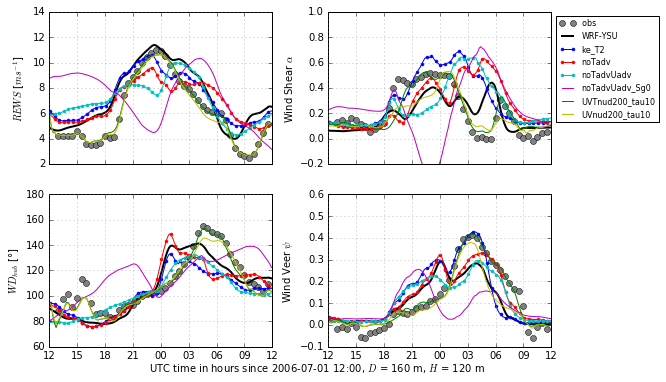 14
12
10
8
6
4
2
REWS [ms⁻¹]
1.0
0.8
0.6
0.4
0.2
0.0
−0.2
Wind Shear α
obs
WRF-YSU
ke_T2
noTadv
noTadvUadv
noTadvUadv_Sg0
UVTnud200_tau10
UVnud200_tau10
180
160
140
120
100
80
60
WD_hub [°]
12 15 18 21 00 03 06 09 12
0.6
0.5
0.4
0.3
0.2
0.1
0.0
−0.1
Wind Veer ψ
12 15 18 21 00 03 06 09 12
UTC time in hours since 2006-07-01 12:00, D = 160 m, H = 120 m